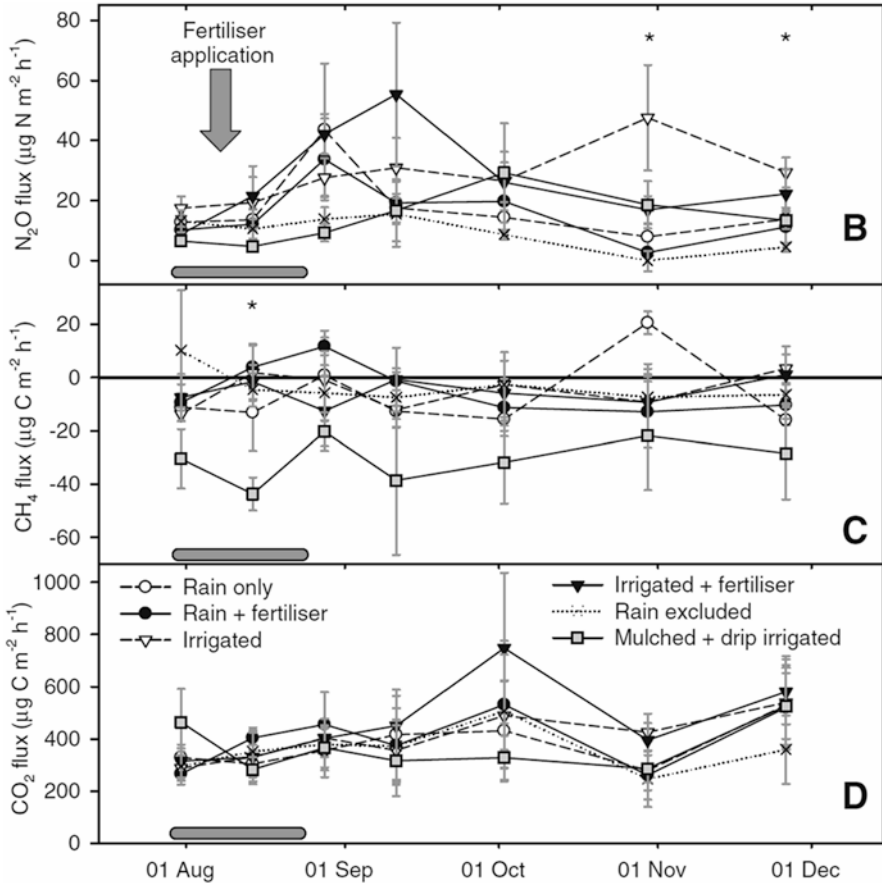 N₂O flux (µg N m⁻² h⁻¹)
80
60
40
20
0
Fertiliser
application
*
*
B
CH₄ flux (µg C m⁻² h⁻¹)
20
0
-20
-40
-60
*
C
CO₂ flux (µg C m⁻² h⁻¹)
1000
800
600
400
200
0
Rain only
Rain + fertiliser
Irrigated
Irrigated + fertiliser
Rain excluded
Mulched + drip irrigated
D
01 Aug
01 Sep
01 Oct
01 Nov
01 Dec